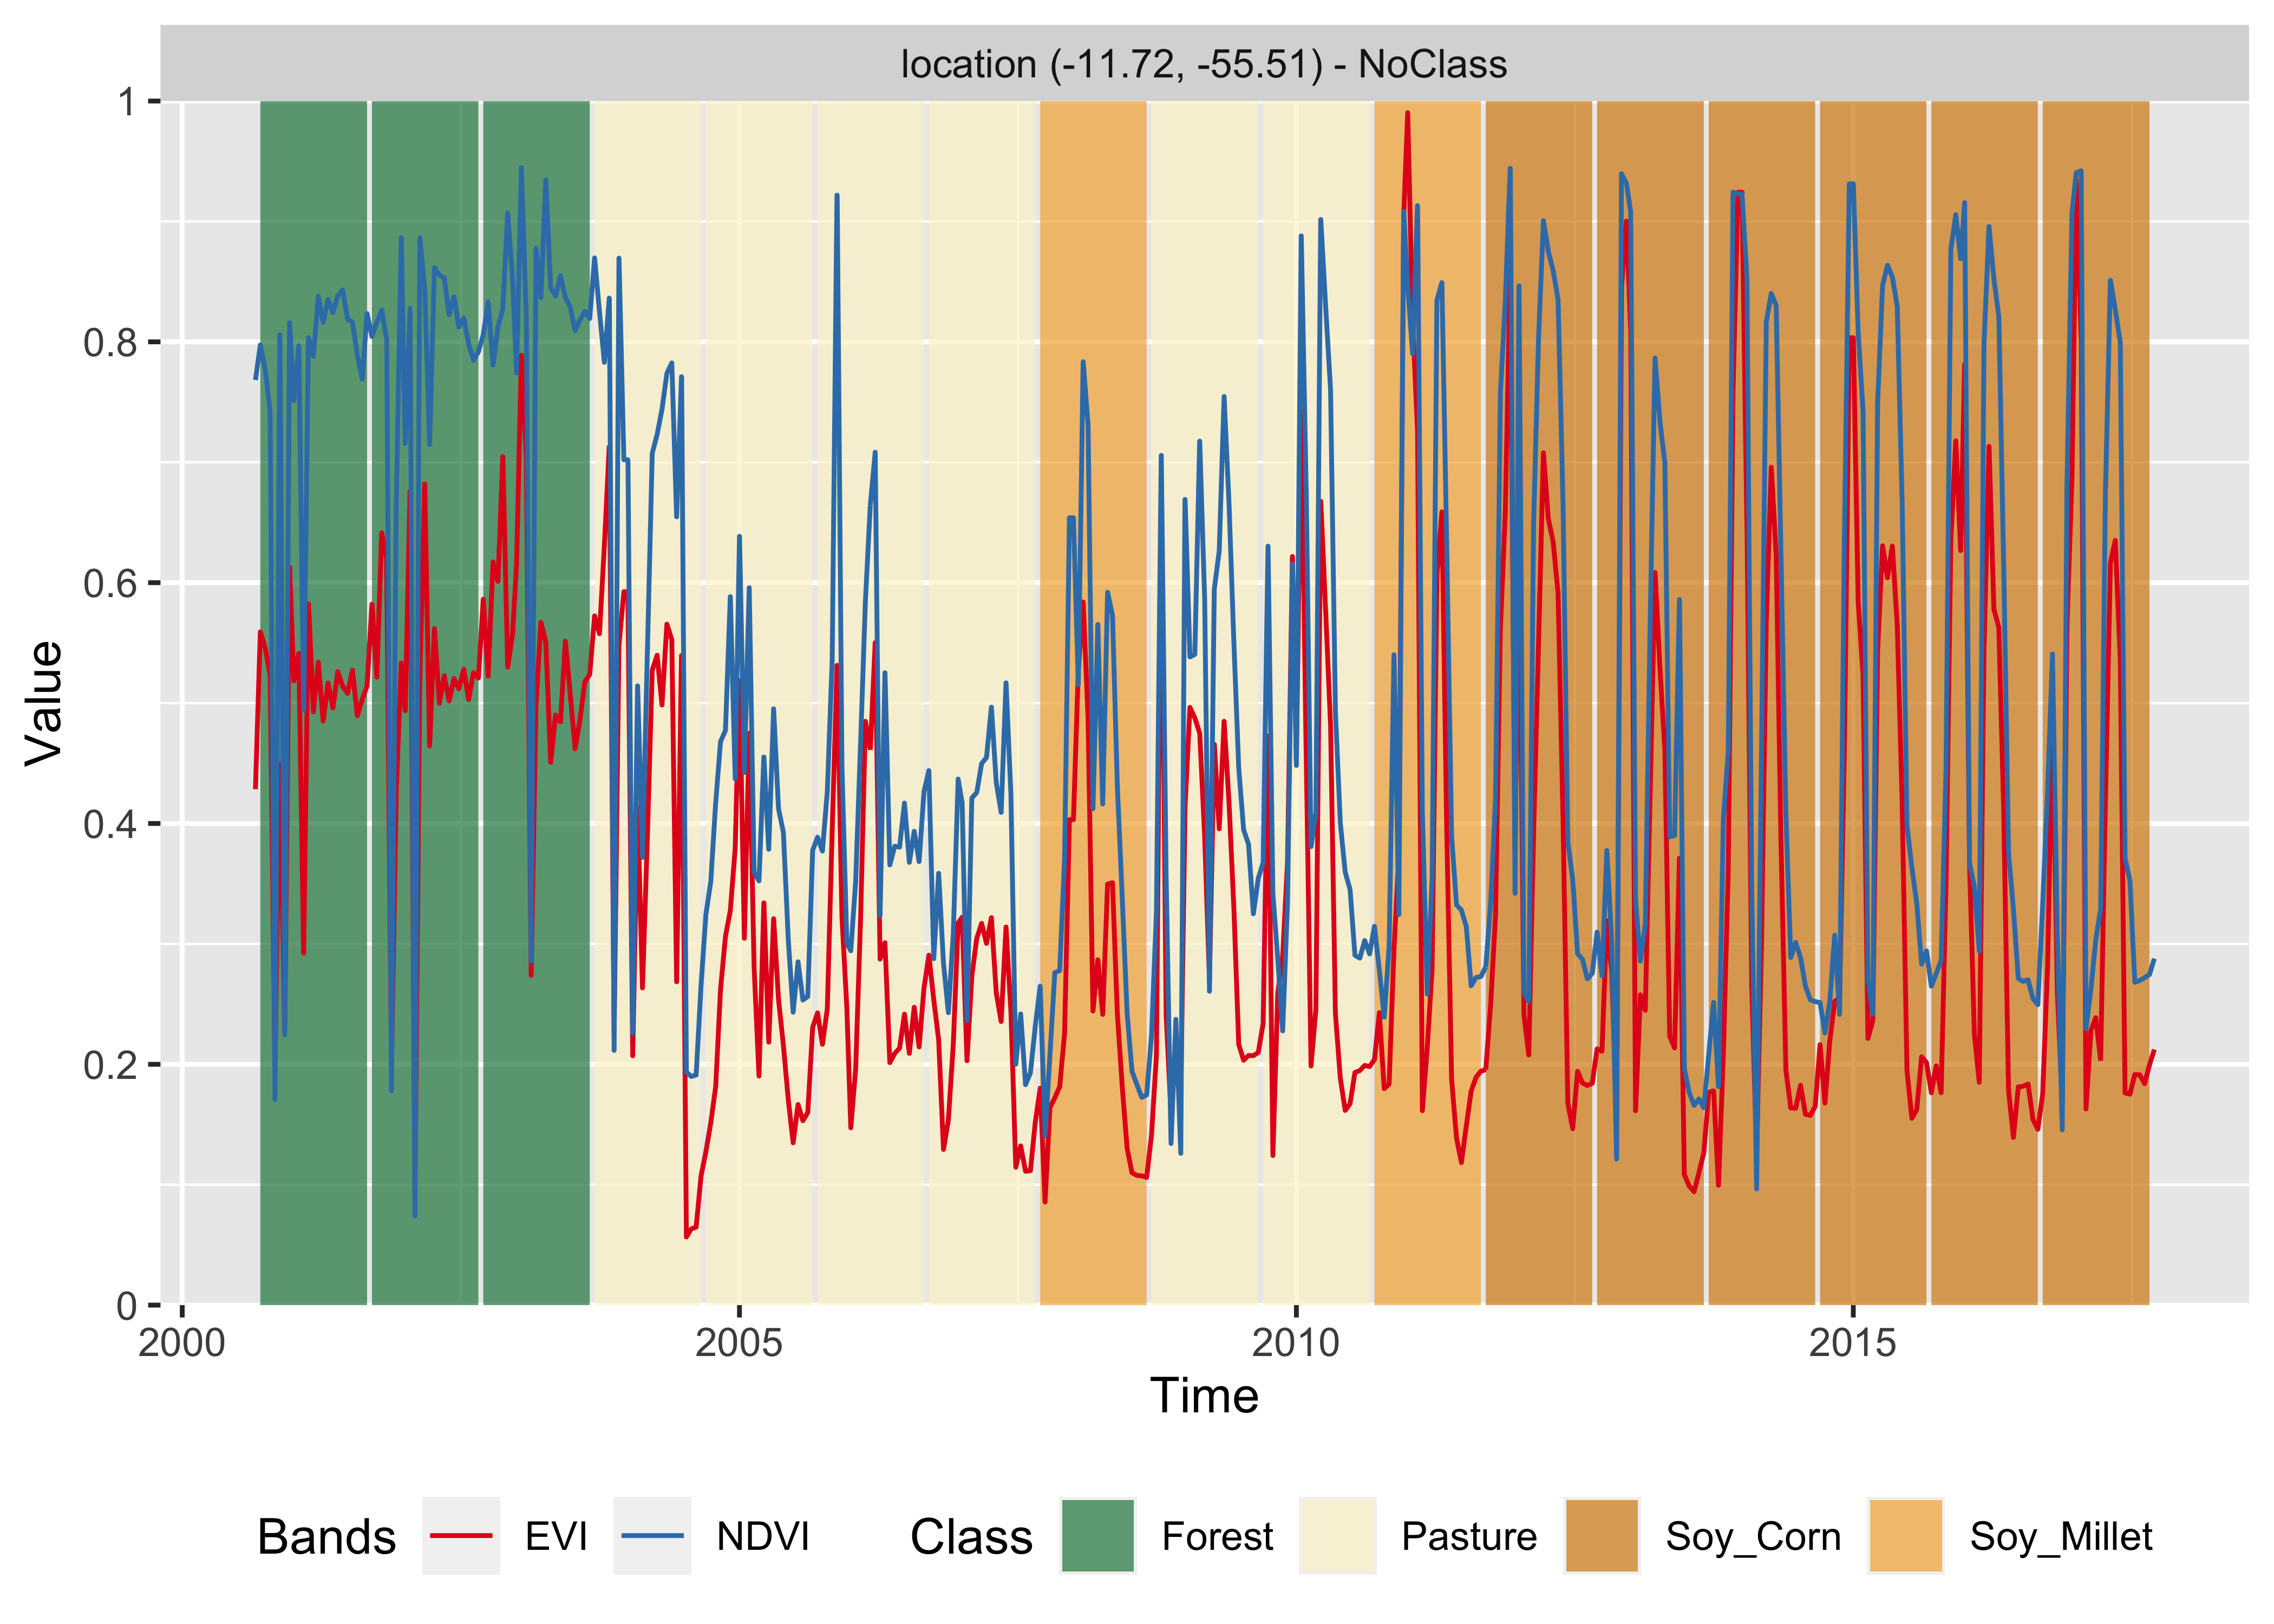 location (-11.72, -55.51) - NoClass
1
0.8
0.6
0.4
0.2
0
Value
2000 2005 2010 2015
Time
Bands EVI NDVI Class Forest Pasture Soy_Corn Soy_Millet